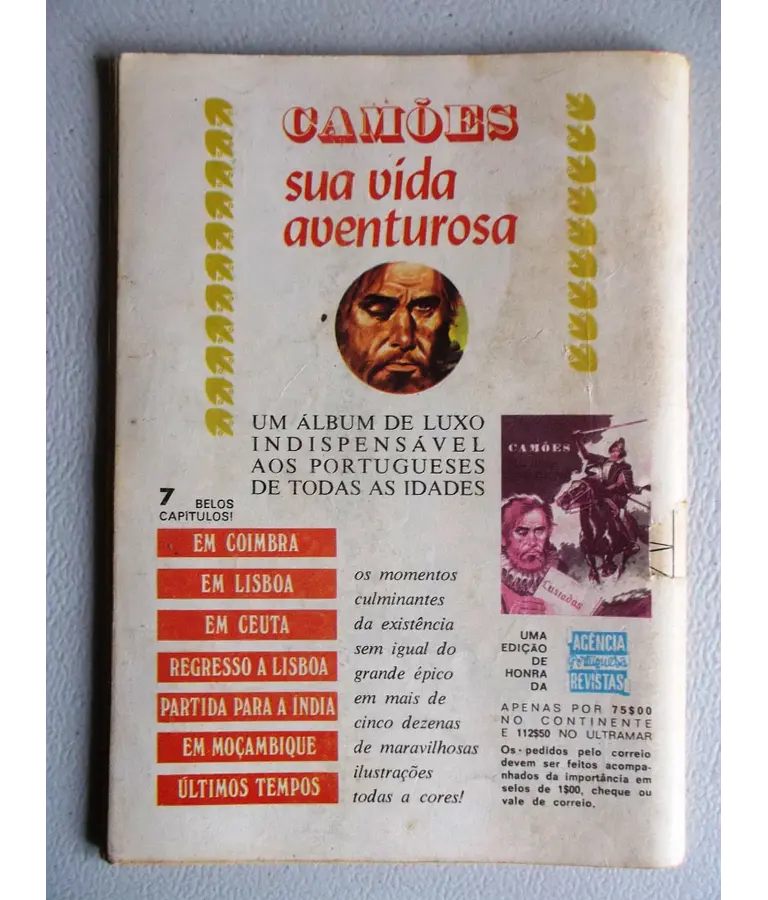 CAMÕES
sua vida
aventurosa
UM ÁLBUM DE LUXO
INDISPENSÁVEL
AOS PORTUGUESES
DE TODAS AS IDADES
7 BELOS
CAPÍTULOS!
EM COIMBRA
EM LISBOA
EM CEUTA
REGRESSO A LISBOA
PARTIDA PARA A ÍNDIA
EM MOÇAMBIQUE
ÚLTIMOS TEMPOS
os momentos
culminantes
da existência
sem igual do
grande épico
em mais de
cinco dezenas
de maravilhosas
ilustrações
todas a cores!
CAMÕES
Lusíadas
UMA
EDIÇÃO
DE
HONRA
DA
AGÊNCIA
Portuguesa
REVISTAS
APENAS POR 75$00
NO CONTINENTE
E 112$50 NO ULTRAMAR
Os · pedidos pelo correio
devem ser feitos acompa-
nhados da importância em
selos de 1$00, cheque ou
vale de correio.